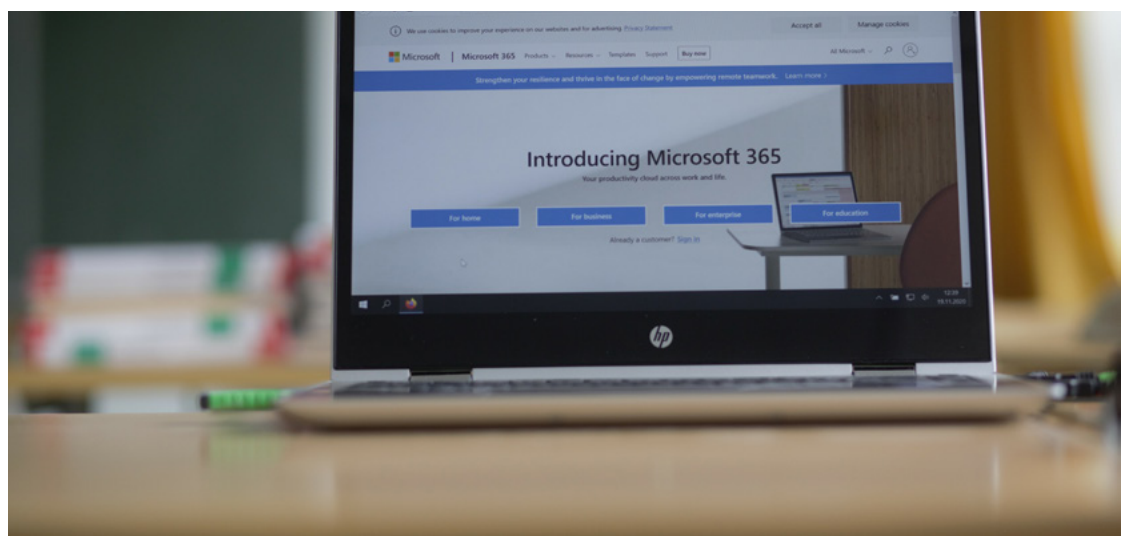 We use cookies to improve your experience on our websites and for advertising. Privacy Statement
Accept all
Manage cookies
Microsoft
Microsoft 365
Products
Resources
Templates
Support
Buy now
All Microsoft
Strengthen your resilience and thrive in the face of change by empowering remote teamwork. Learn more >
Introducing Microsoft 365
Your productivity cloud across work and life.
For home
For business
For enterprise
For education
Already a customer? Sign in
12:39
hp